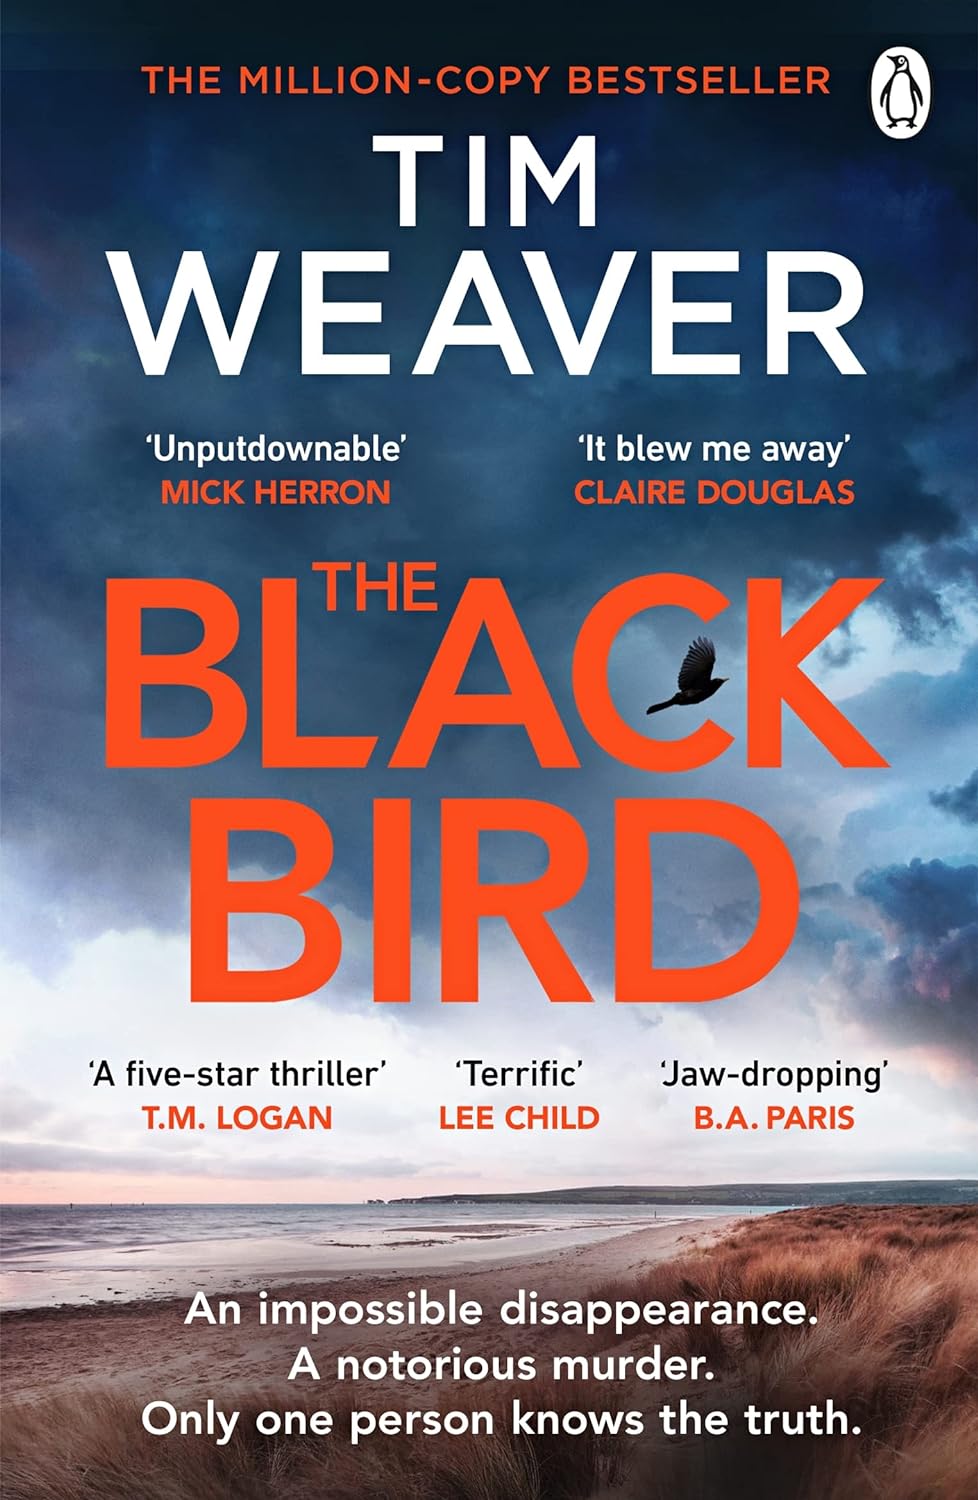 THE MILLION-COPY BESTSELLER
TIM
WEAVER
‘Unputdownable’
MICK HERRON
‘It blew me away’
CLAIRE DOUGLAS
THE
BLACK
BIRD
‘A five-star thriller’
T.M. LOGAN
‘Terrific’
LEE CHILD
‘Jaw-dropping’
B.A. PARIS
An impossible disappearance.
A notorious murder.
Only one person knows the truth.